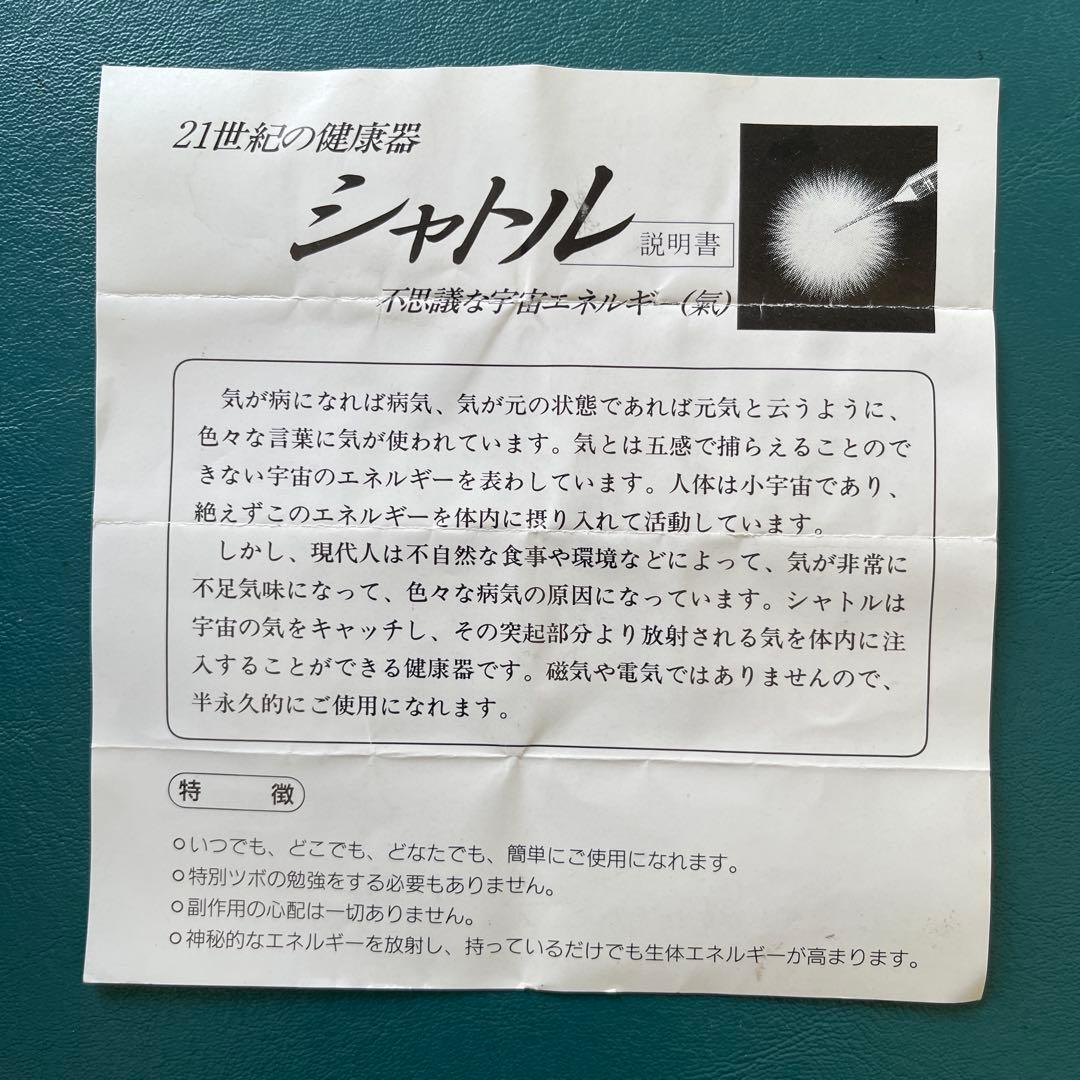 21世紀の健康器
シャトル
説明書
不思議な宇宙エネルギー(氣)
気が病になれば病気、気が元の状態であれば元気と云うように、
色々な言葉に気が使われています。気とは五感で捕らえることので
きない宇宙のエネルギーを表わしています。人体は小宇宙であり、
絶えずこのエネルギーを体内に摂り入れて活動しています。
しかし、現代人は不自然な食事や環境などによって、気が非常に
不足気味になって、色々な病気の原因になっています。シャトルは
宇宙の気をキャッチし、その突起部分より放射される気を体内に注
入することができる健康器です。磁気や電気ではありませんので、
半永久的にご使用になれます。
特 徴
○いつでも、どこでも、どなたでも、簡単にご使用になれます。
○特別ツボの勉強をする必要もありません。
○副作用の心配は一切ありません。
○神秘的なエネルギーを放射し、持っているだけでも生体エネルギーが高まります。